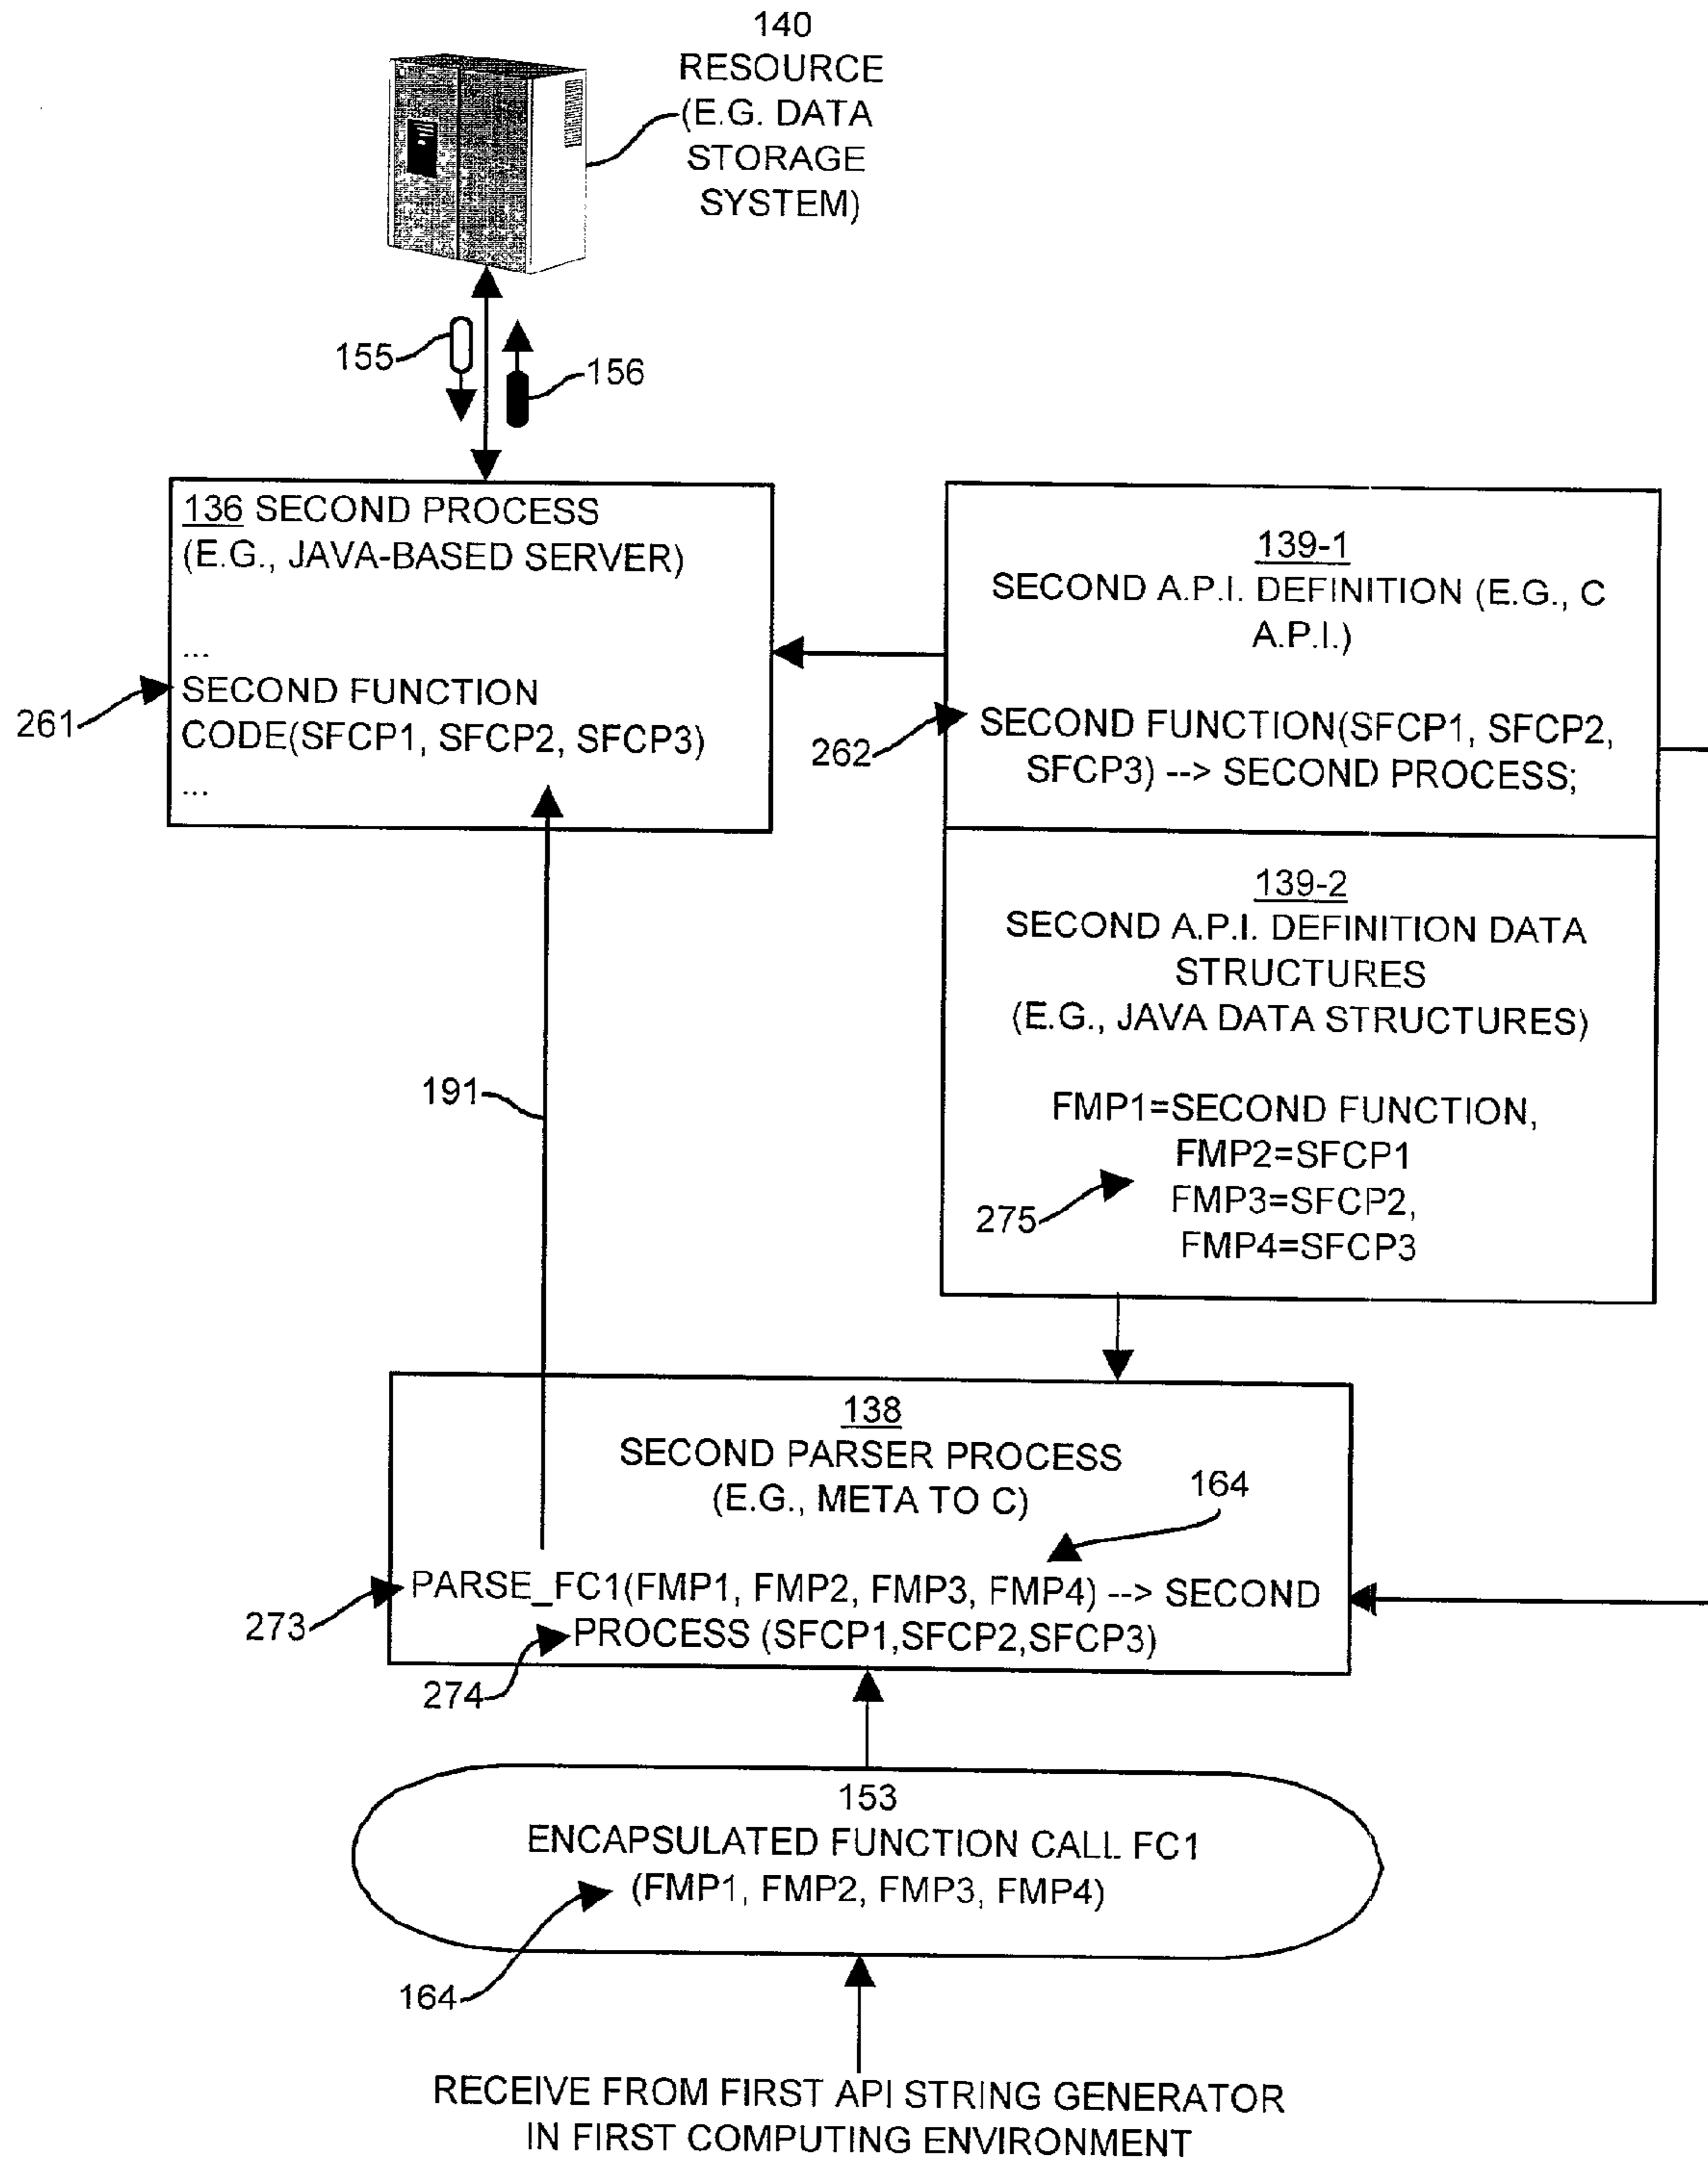 140
RESOURCE
(E.G. DATA
STORAGE
SYSTEM)
155
156
136 SECOND PROCESS
(E.G., JAVA-BASED SERVER)
...
SECOND FUNCTION
CODE(SFCP1, SFCP2, SFCP3)
...
261
139-1
SECOND A.P.I. DEFINITION (E.G., C
A.P.I.)
SECOND FUNCTION(SFCP1, SFCP2,
SFCP3) --> SECOND PROCESS;
262
139-2
SECOND A.P.I. DEFINITION DATA
STRUCTURES
(E.G., JAVA DATA STRUCTURES)
FMP1=SECOND FUNCTION,
FMP2=SFCP1
FMP3=SFCP2,
FMP4=SFCP3
275
191
138
SECOND PARSER PROCESS
(E.G., META TO C)
164
PARSE_FC1(FMP1, FMP2, FMP3, FMP4) --> SECOND
PROCESS (SFCP1,SFCP2,SFCP3)
273
274
153
ENCAPSULATED FUNCTION CALL FC1
(FMP1, FMP2, FMP3, FMP4)
164
RECEIVE FROM FIRST API STRING GENERATOR
IN FIRST COMPUTING ENVIRONMENT